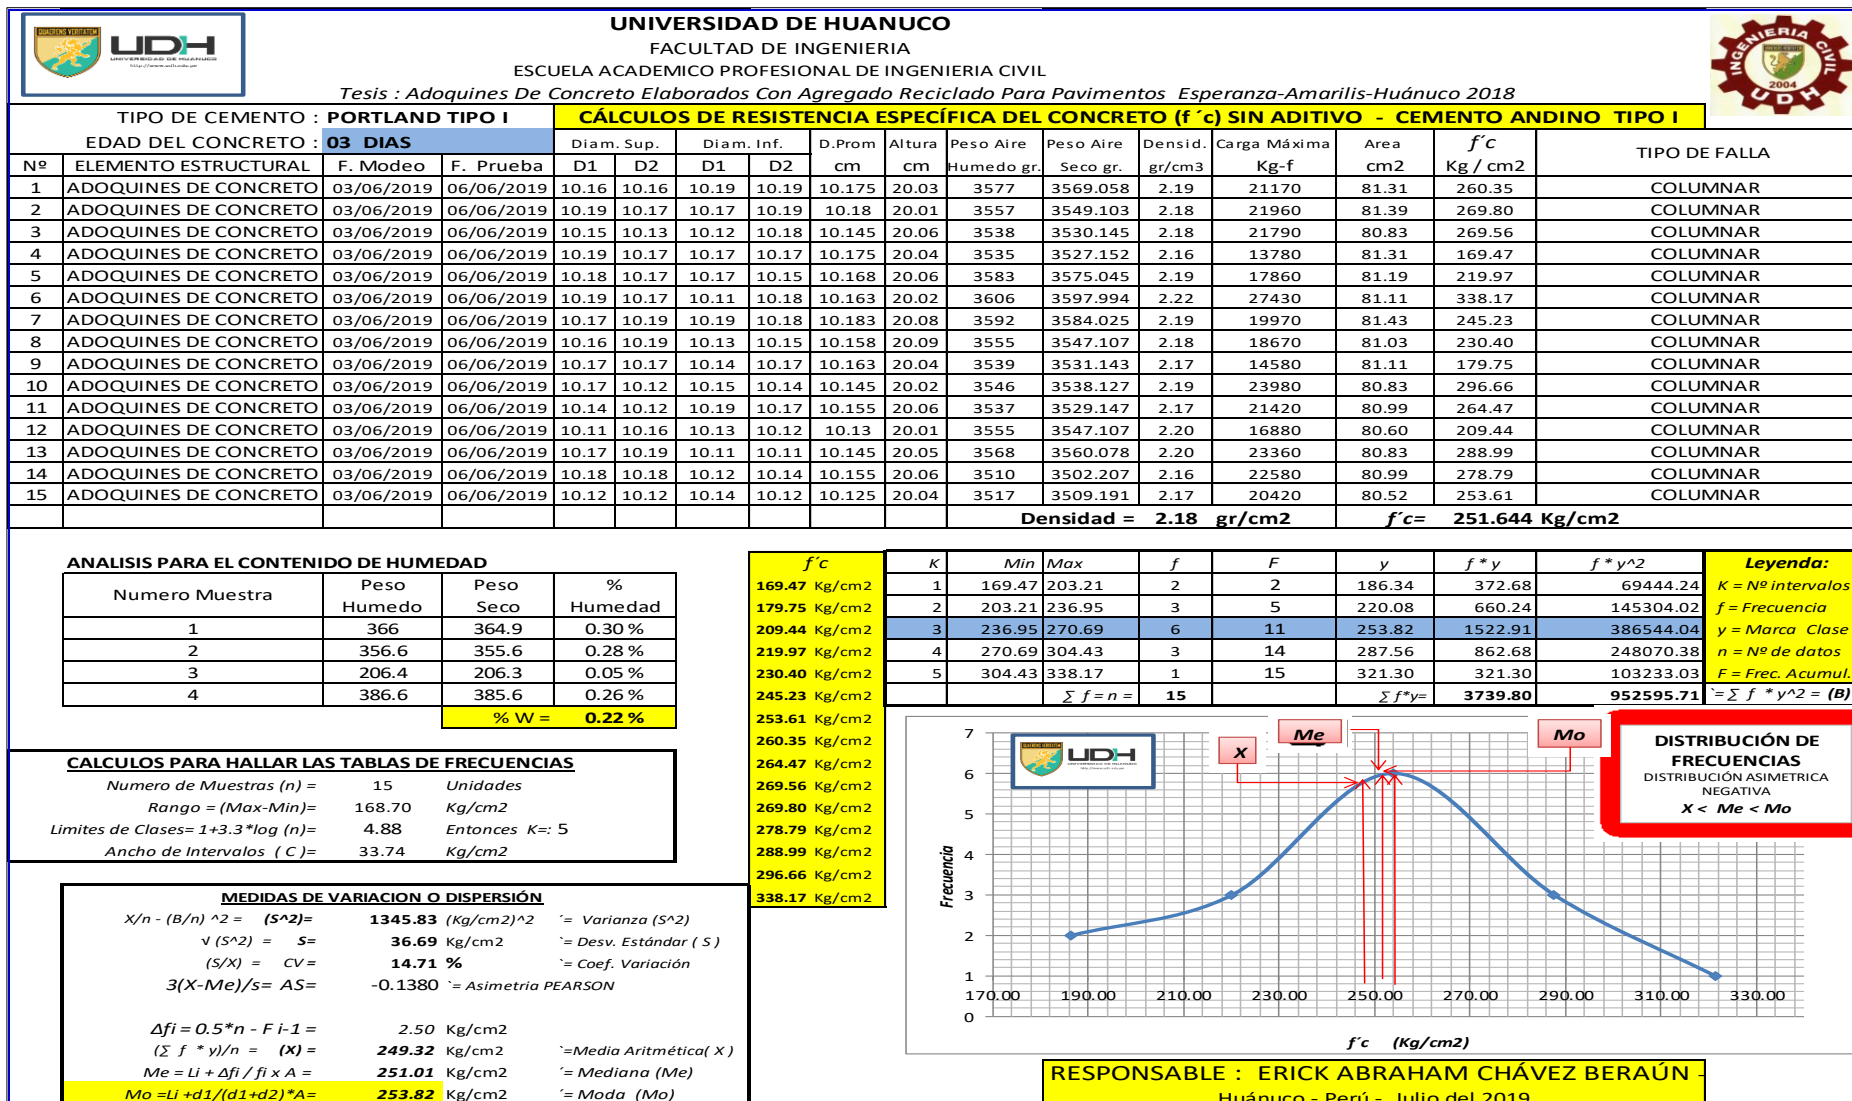 UNIVERSIDAD DE HUANUCO
FACULTAD DE INGENIERIA
ESCUELA ACADEMICO PROFESIONAL DE INGENIERIA CIVIL
Tesis : Adoquines De Concreto Elaborados Con Agregado Reciclado Para Pavimentos Esperanza-Amarilis-Huánuco 2018
QUAERENS VERITATEM
UDH
UNIVERSIDAD DE HUANUCO
INGENIERIA CIVIL
2004
UDH
TIPO DE CEMENTO : PORTLAND TIPO I CÁLCULOS DE RESISTENCIA ESPECÍFICA DEL CONCRETO (f ´c) SIN ADITIVO - CEMENTO ANDINO TIPO I
EDAD DEL CONCRETO : 03 DIAS Diam. Sup. Diam. Inf. D.Prom Altura Peso Aire Peso Aire Densid. Carga Máxima Area f´c TIPO DE FALLA
Nº ELEMENTO ESTRUCTURAL F. Modeo F. Prueba D1 D2 D1 D2 cm cm Humedo gr. Seco gr. gr/cm3 Kg-f cm2 Kg / cm2
1 ADOQUINES DE CONCRETO 03/06/2019 06/06/2019 10.16 10.16 10.19 10.19 10.175 20.03 3577 3569.058 2.19 21170 81.31 260.35 COLUMNAR
2 ADOQUINES DE CONCRETO 03/06/2019 06/06/2019 10.19 10.17 10.17 10.19 10.18 20.01 3557 3549.103 2.18 21960 81.39 269.80 COLUMNAR
3 ADOQUINES DE CONCRETO 03/06/2019 06/06/2019 10.15 10.13 10.12 10.18 10.145 20.06 3538 3530.145 2.18 21790 80.83 269.56 COLUMNAR
4 ADOQUINES DE CONCRETO 03/06/2019 06/06/2019 10.19 10.17 10.17 10.17 10.175 20.04 3535 3527.152 2.16 13780 81.31 169.47 COLUMNAR
5 ADOQUINES DE CONCRETO 03/06/2019 06/06/2019 10.18 10.17 10.17 10.15 10.168 20.06 3583 3575.045 2.19 17860 81.19 219.97 COLUMNAR
6 ADOQUINES DE CONCRETO 03/06/2019 06/06/2019 10.19 10.17 10.11 10.18 10.163 20.02 3606 3597.994 2.22 27430 81.11 338.17 COLUMNAR
7 ADOQUINES DE CONCRETO 03/06/2019 06/06/2019 10.17 10.19 10.19 10.18 10.183 20.08 3592 3584.025 2.19 19970 81.43 245.23 COLUMNAR
8 ADOQUINES DE CONCRETO 03/06/2019 06/06/2019 10.16 10.19 10.13 10.15 10.158 20.09 3555 3547.107 2.18 18670 81.03 230.40 COLUMNAR
9 ADOQUINES DE CONCRETO 03/06/2019 06/06/2019 10.17 10.17 10.14 10.17 10.163 20.04 3539 3531.143 2.17 14580 81.11 179.75 COLUMNAR
10 ADOQUINES DE CONCRETO 03/06/2019 06/06/2019 10.17 10.12 10.15 10.14 10.145 20.02 3546 3538.127 2.19 23980 80.83 296.66 COLUMNAR
11 ADOQUINES DE CONCRETO 03/06/2019 06/06/2019 10.14 10.12 10.19 10.17 10.155 20.06 3537 3529.147 2.17 21420 80.99 264.47 COLUMNAR
12 ADOQUINES DE CONCRETO 03/06/2019 06/06/2019 10.11 10.16 10.13 10.12 10.13 20.01 3555 3547.107 2.20 16880 80.60 209.44 COLUMNAR
13 ADOQUINES DE CONCRETO 03/06/2019 06/06/2019 10.17 10.19 10.11 10.11 10.145 20.05 3568 3560.078 2.20 23360 80.83 288.99 COLUMNAR
14 ADOQUINES DE CONCRETO 03/06/2019 06/06/2019 10.18 10.18 10.12 10.14 10.155 20.06 3510 3502.207 2.16 22580 80.99 278.79 COLUMNAR
15 ADOQUINES DE CONCRETO 03/06/2019 06/06/2019 10.12 10.12 10.14 10.12 10.125 20.04 3517 3509.191 2.17 20420 80.52 253.61 COLUMNAR
Densidad = 2.18 gr/cm2 f´c= 251.644 Kg/cm2
ANALISIS PARA EL CONTENIDO DE HUMEDAD
Numero Muestra Peso Humedo Peso Seco % Humedad
1 366 364.9 0.30 %
2 356.6 355.6 0.28 %
3 206.4 206.3 0.05 %
4 386.6 385.6 0.26 %
% W = 0.22 %
f´c
169.47 Kg/cm2
179.75 Kg/cm2
209.44 Kg/cm2
219.97 Kg/cm2
230.40 Kg/cm2
245.23 Kg/cm2
253.61 Kg/cm2
260.35 Kg/cm2
264.47 Kg/cm2
269.56 Kg/cm2
269.80 Kg/cm2
278.79 Kg/cm2
288.99 Kg/cm2
296.66 Kg/cm2
338.17 Kg/cm2
K Min Max f F y f * y f * y^2
1 169.47 203.21 2 2 186.34 372.68 69444.24
2 203.21 236.95 3 5 220.08 660.24 145304.02
3 236.95 270.69 6 11 253.82 1522.91 386544.04
4 270.69 304.43 3 14 287.56 862.68 248070.38
5 304.43 338.17 1 15 321.30 321.30 103233.03
∑ f = n = 15 ∑ f*y= 3739.80 952595.71 `=∑ f * y^2 = (B)
Leyenda:
K = Nº intervalos
f = Frecuencia
y = Marca Clase
n = Nº de datos
F = Frec. Acumul.
CALCULOS PARA HALLAR LAS TABLAS DE FRECUENCIAS
Numero de Muestras (n) = 15 Unidades
Rango = (Max-Min)= 168.70 Kg/cm2
Limites de Clases= 1+3.3*log (n)= 4.88 Entonces K=: 5
Ancho de Intervalos ( C )= 33.74 Kg/cm2
MEDIDAS DE VARIACION O DISPERSIÓN
X/n - (B/n) ^2 = (S^2)= 1345.83 (Kg/cm2)^2 ´= Varianza (S^2)
√ (S^2) = S= 36.69 Kg/cm2 `= Desv. Estándar ( S )
(S/X) = CV = 14.71 % `= Coef. Variación
3(X-Me)/s= AS= -0.1380 `= Asimetria PEARSON
Δfi = 0.5*n - F i-1 = 2.50 Kg/cm2
(∑ f * y)/n = (X) = 249.32 Kg/cm2 `=Media Aritmética( X )
Me = Li + Δfi / fi x A = 251.01 Kg/cm2 ´= Mediana (Me)
Mo =Li +d1/(d1+d2)*A= 253.82 Kg/cm2 ´= Moda (Mo)
UDH
UNIVERSIDAD DE HUANUCO
X
Me
Mo
DISTRIBUCIÓN DE
FRECUENCIAS
DISTRIBUCIÓN ASIMETRICA
NEGATIVA
X < Me < Mo
Frecuencia
7
6
5
4
3
2
1
0
170.00 190.00 210.00 230.00 250.00 270.00 290.00 310.00 330.00
f´c (Kg/cm2)
RESPONSABLE : ERICK ABRAHAM CHÁVEZ BERAÚN -
Huánuco - Perú - Julio del 2019